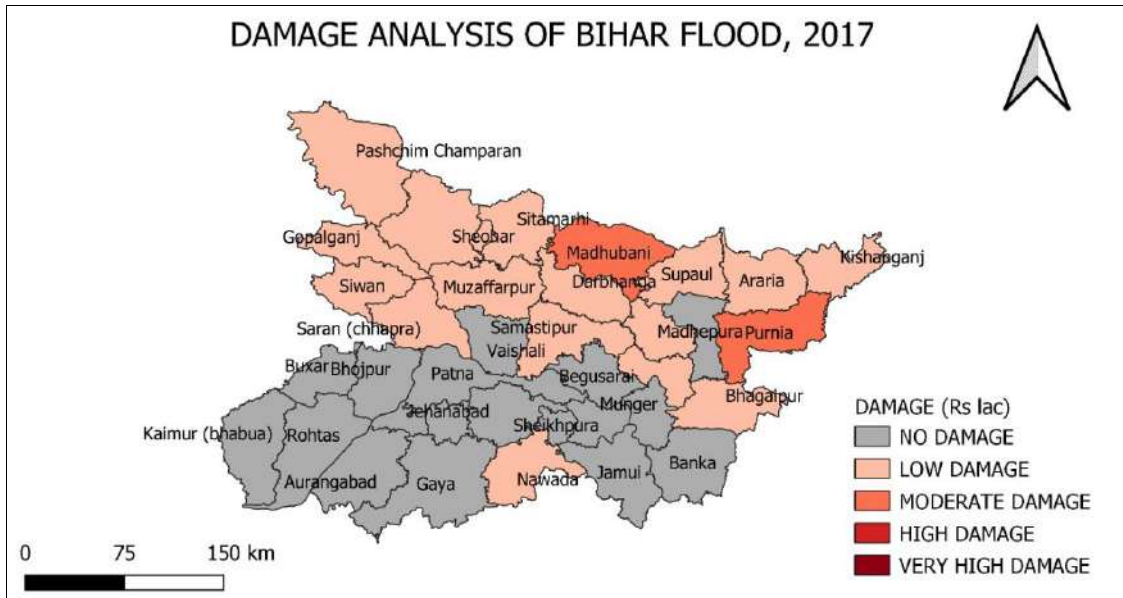 DAMAGE ANALYSIS OF BIHAR FLOOD, 2017
Pashchim Champaran
Sitamarhi
Gopalganj
Sheohar
Madhubani
Kishanganj
Siwan
Muzaffarpur
Darbhanga
Supaul
Araria
Saran (chhapra)
Samastipur
Madhepura
Purnia
Vaishali
Buxar
Bhojpur
Patna
Begusarai
Bhagalpur
Jehanabad
Munger
Kaimur (bhabua)
Rohtas
Sheikhpura
Aurangabad
Gaya
Nawada
Jamui
Banka
DAMAGE (Rs lac)
NO DAMAGE
LOW DAMAGE
MODERATE DAMAGE
HIGH DAMAGE
VERY HIGH DAMAGE
0 75 150 km